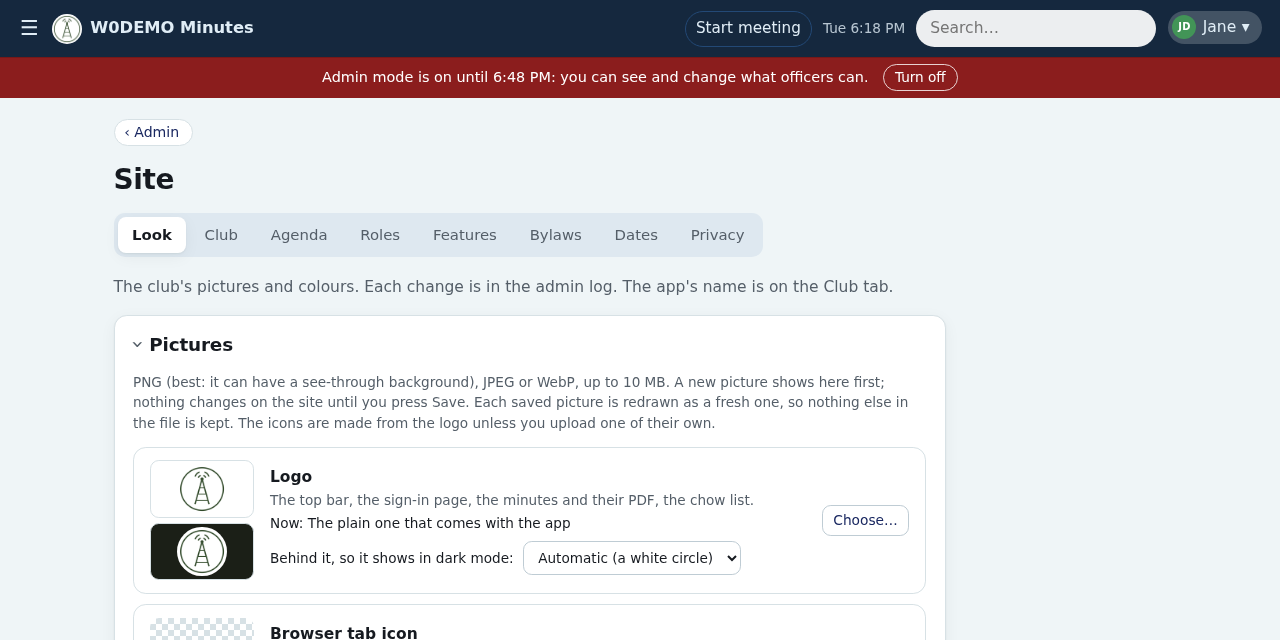 ☰ W0DEMO Minutes Start meeting Tue 6:18 PM Search… JD Jane ▾
Admin mode is on until 6:48 PM: you can see and change what officers can. Turn off
‹ Admin
Site
Look Club Agenda Roles Features Bylaws Dates Privacy
The club's pictures and colours. Each change is in the admin log. The app's name is on the Club tab.
Pictures
PNG (best: it can have a see-through background), JPEG or WebP, up to 10 MB. A new picture shows here first;
nothing changes on the site until you press Save. Each saved picture is redrawn as a fresh one, so nothing else in
the file is kept. The icons are made from the logo unless you upload one of their own.
Logo
The top bar, the sign-in page, the minutes and their PDF, the chow list.
Now: The plain one that comes with the app
Choose…
Behind it, so it shows in dark mode: Automatic (a white circle)
Browser tab icon